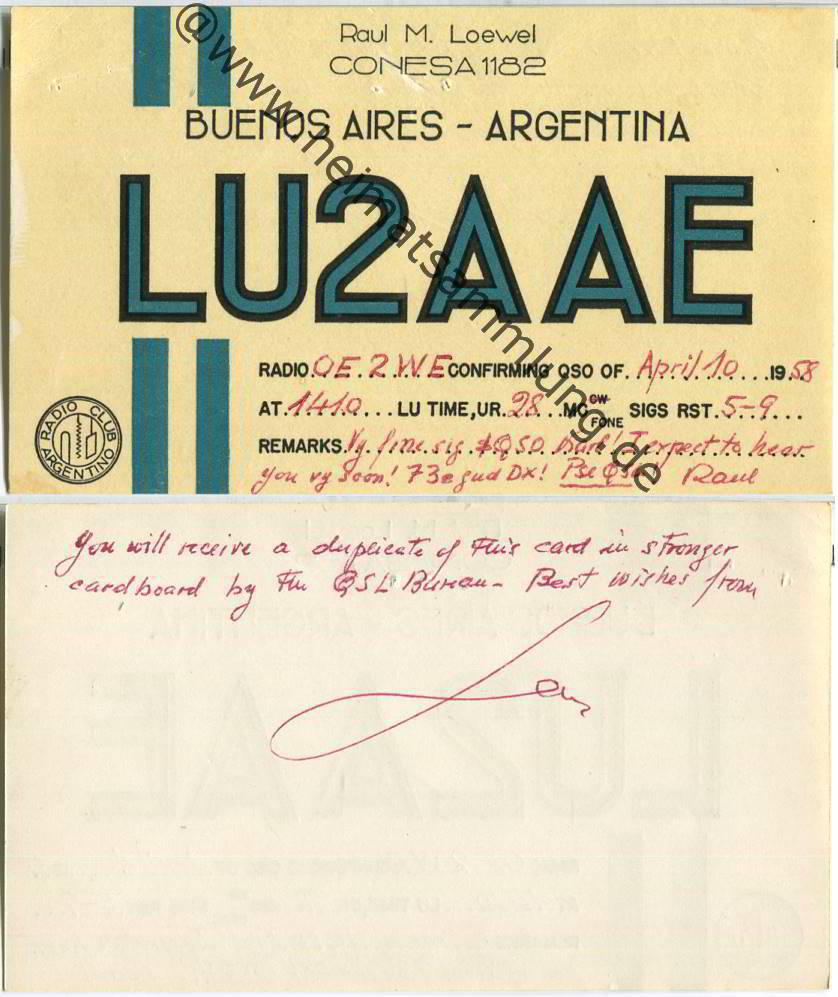 Raul M. Loewel
CONESA 1182
BUENOS AIRES - ARGENTINA
LU2AAE
RADIO OE2WE CONFIRMING QSO OF April 10 1958
AT 1410 LU TIME, UR 28 MC CW FONE SIGS RST 5-9
REMARKS Vy fine sig & QSO Karl! I expect to hear
you vy soon! 73 & gud DX! Pse QSL Raul
RADIO CLUB ARGENTINO
@www.heimatsammlung.de
You will receive a duplicate of this card in stronger
cardboard by the QSL Bureau- Best wishes from